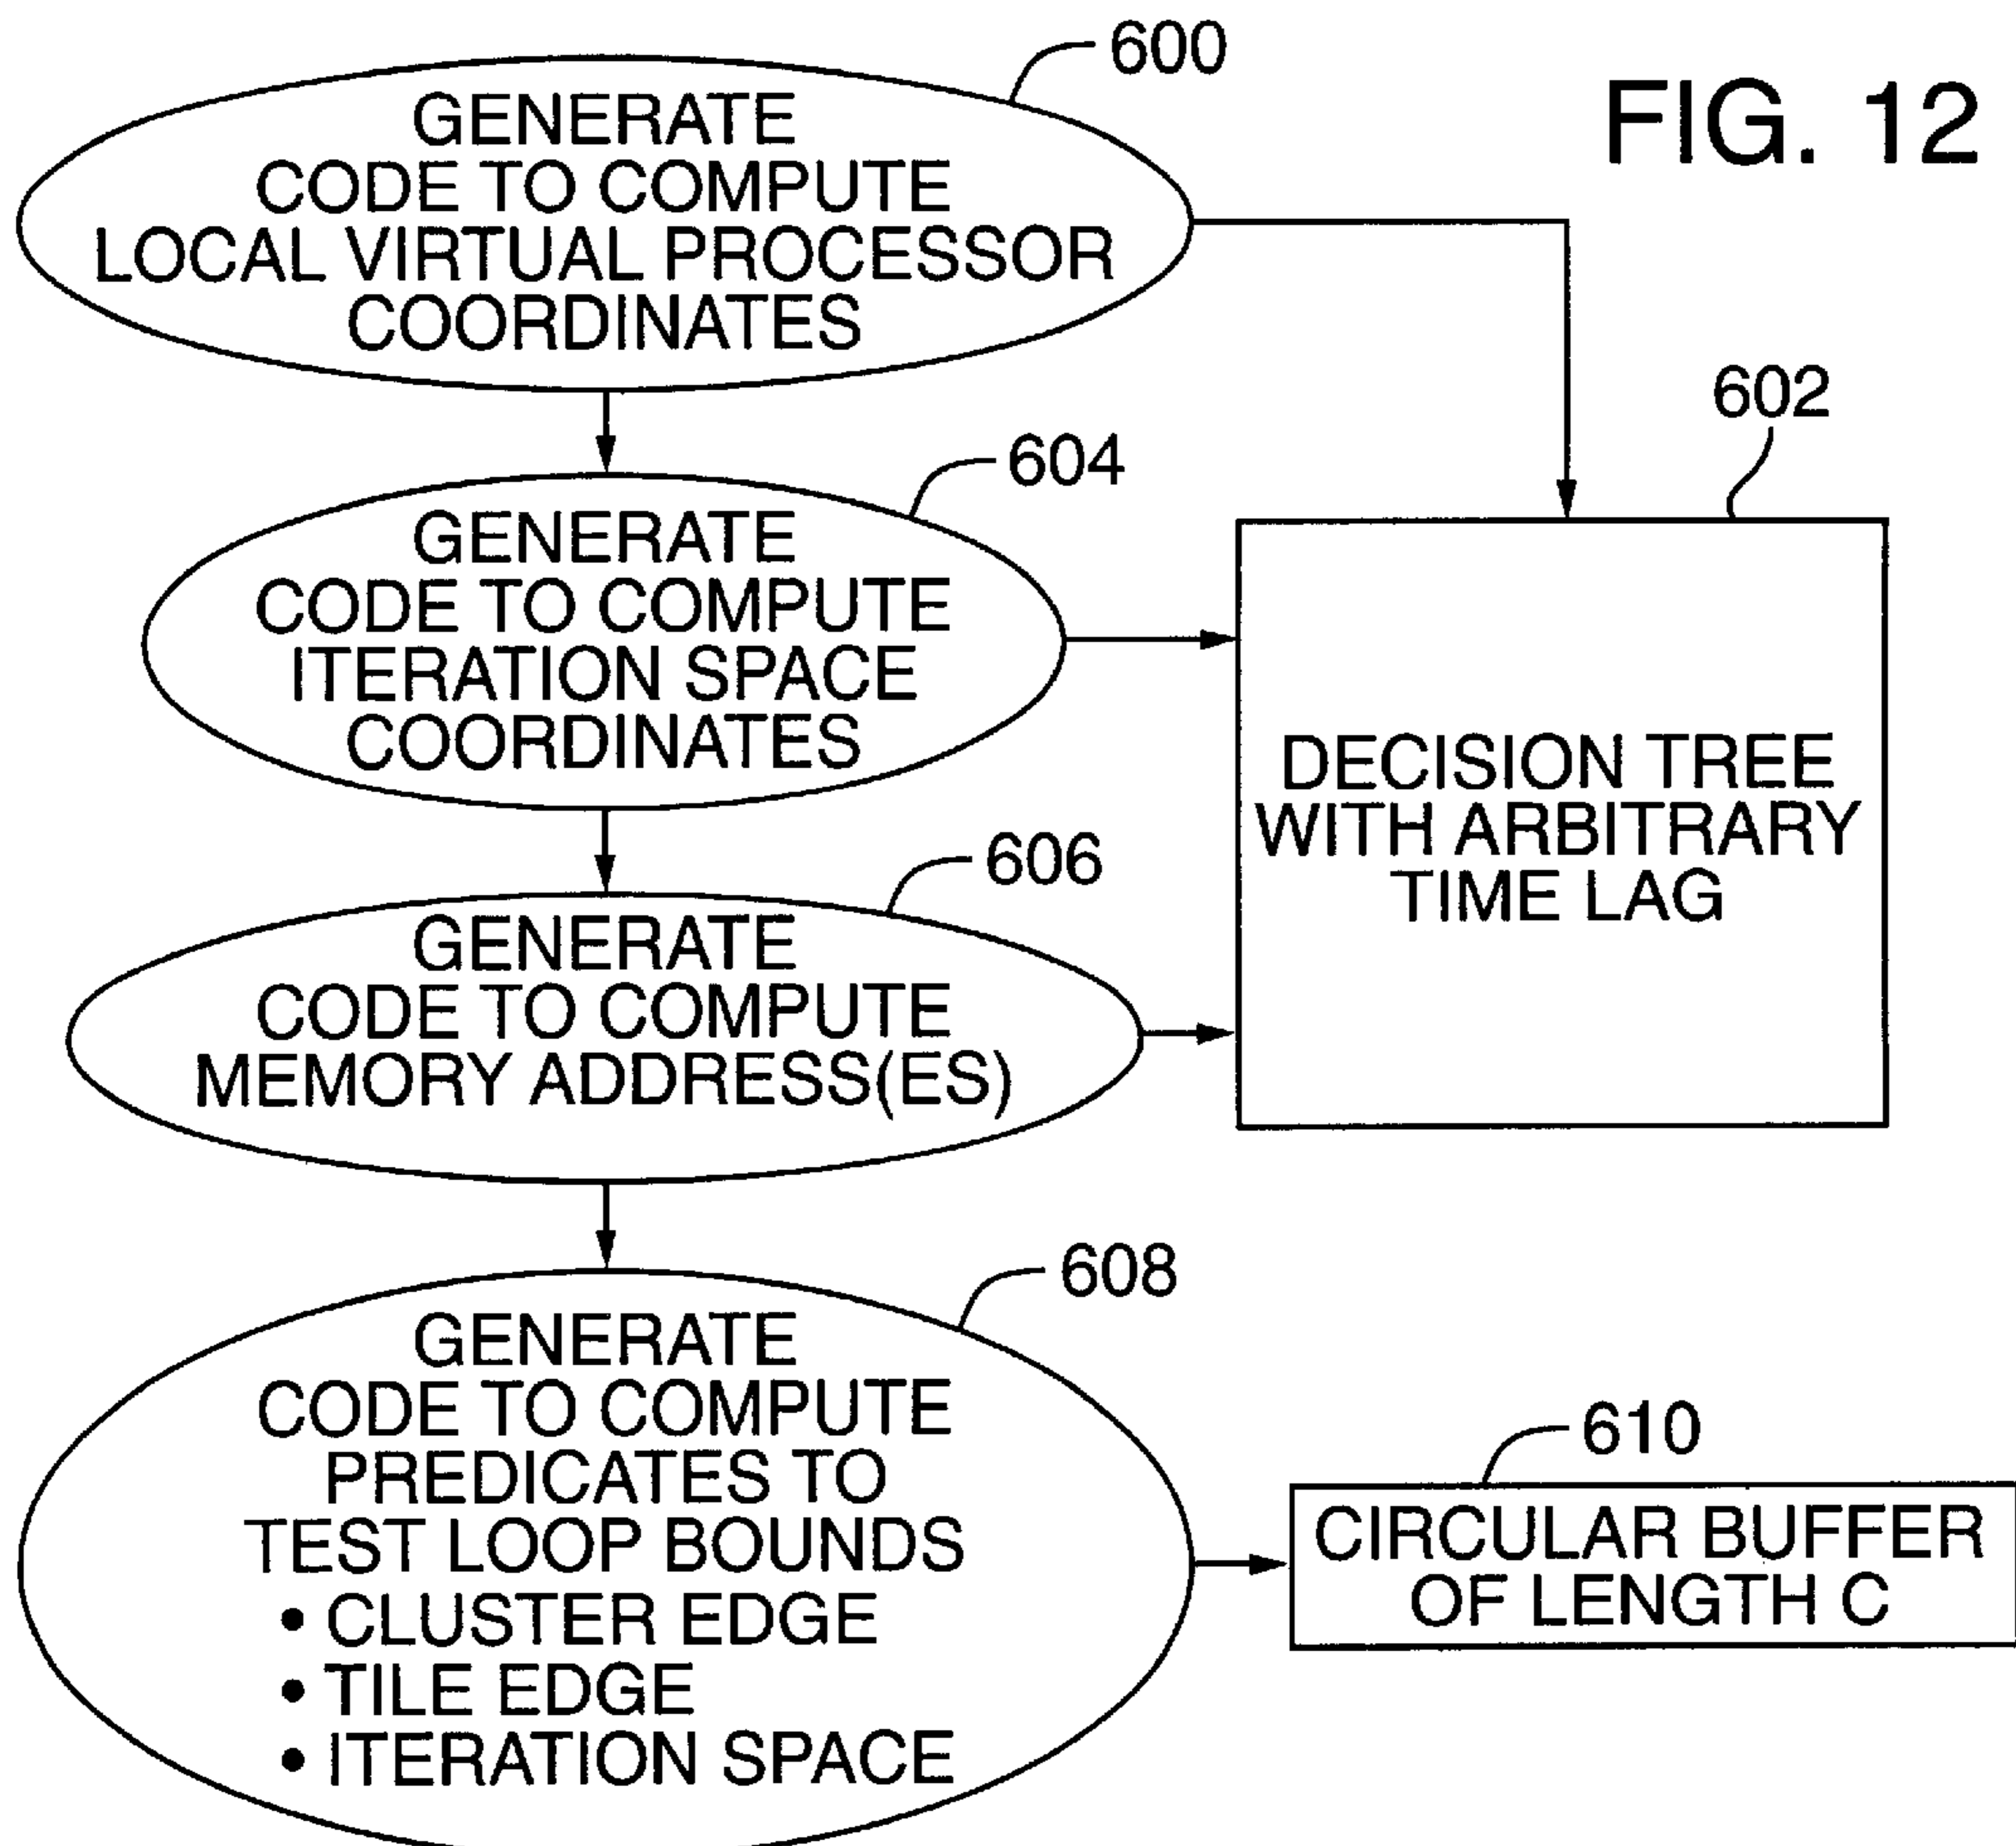 600
FIG. 12
GENERATE
CODE TO COMPUTE
LOCAL VIRTUAL PROCESSOR
COORDINATES
602
604
GENERATE
CODE TO COMPUTE
ITERATION SPACE
COORDINATES
DECISION TREE
WITH ARBITRARY
TIME LAG
606
GENERATE
CODE TO COMPUTE
MEMORY ADDRESS(ES)
608
GENERATE
CODE TO COMPUTE
PREDICATES TO
TEST LOOP BOUNDS
• CLUSTER EDGE
• TILE EDGE
• ITERATION SPACE
610
CIRCULAR BUFFER
OF LENGTH C